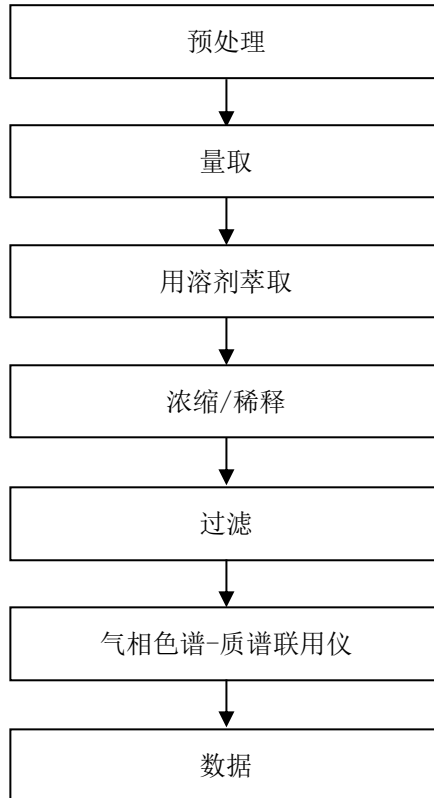 预处理
量取
用溶剂萃取
浓缩/稀释
过滤
气相色谱-质谱联用仪
数据